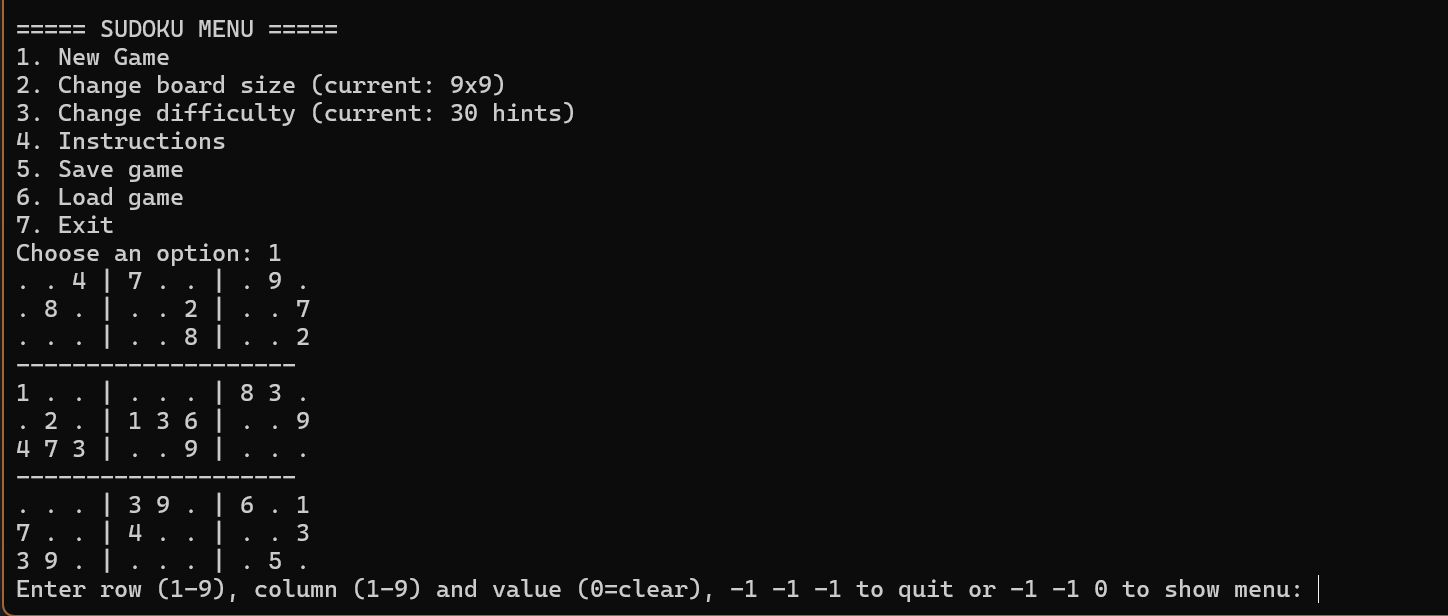 ===== SUDOKU MENU =====
1. New Game
2. Change board size (current: 9x9)
3. Change difficulty (current: 30 hints)
4. Instructions
5. Save game
6. Load game
7. Exit
Choose an option: 1
. . 4 | 7 . . | . 9 .
. 8 . | . . 2 | . . 7
. . . | . . 8 | . . 2
--------------------
1 . . | . . . | 8 3 .
. 2 . | 1 3 6 | . . 9
4 7 3 | . . 9 | . . .
--------------------
. . . | 3 9 . | 6 . 1
7 . . | 4 . . | . . 3
3 9 . | . . . | . 5 .
Enter row (1-9), column (1-9) and value (0=clear), -1 -1 -1 to quit or -1 -1 0 to show menu: